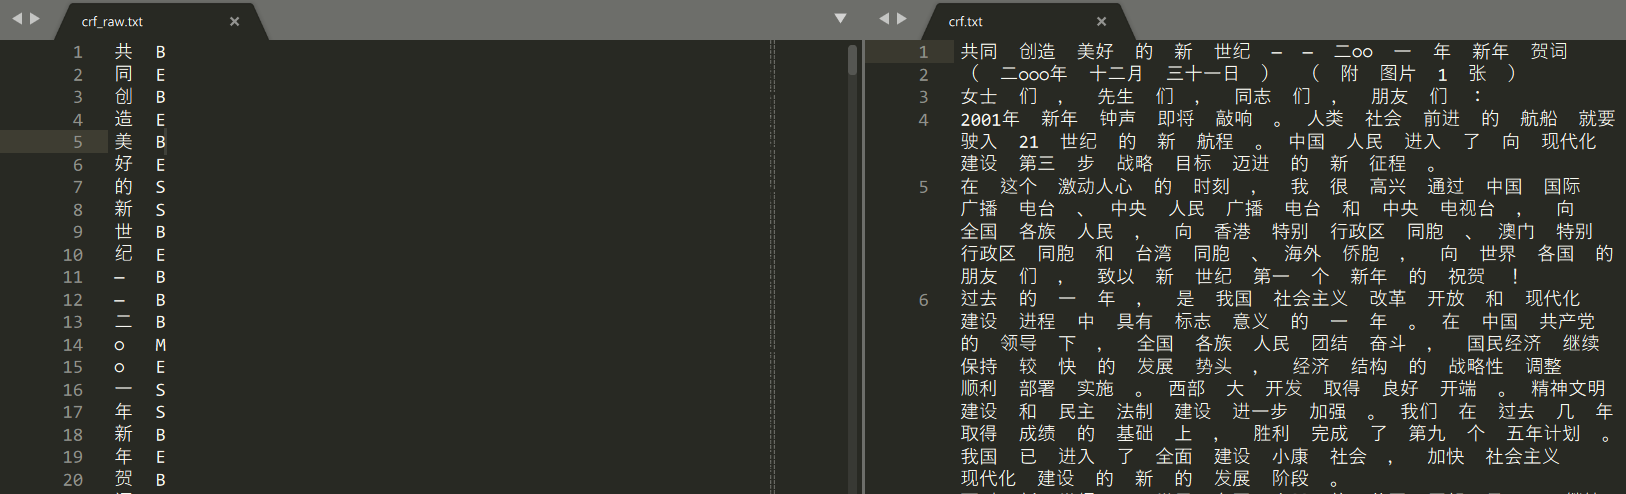 crf_raw.txt
1 共 B
2 同 E
3 创 B
4 造 E
5 美 B
6 好 E
7 的 S
8 新 S
9 世 B
10 纪 E
11 — B
12 — B
13 二 B
14 ○ M
15 ○ E
16 一 S
17 年 S
18 新 B
19 年 E
20 贺 B
crf.txt
1 共同 创造 美好 的 新 世纪 — — 二○○ 一 年 新年 贺词
2 （ 二○○○年 十二月 三十一日 ） （ 附 图片 1 张 ）
3 女士 们 ， 先生 们 ， 同志 们 ， 朋友 们 ：
4 2001年 新年 钟声 即将 敲响 。 人类 社会 前进 的 航船 就要
驶入 21 世纪 的 新 航程 。 中国 人民 进入 了 向 现代化
建设 第三 步 战略 目标 迈进 的 新 征程 。
5 在 这个 激动人心 的 时刻 ， 我 很 高兴 通过 中国 国际
广播 电台 、 中央 人民 广播 电台 和 中央 电视台 ， 向
全国 各族 人民 ， 向 香港 特别 行政区 同胞 、 澳门 特别
行政区 同胞 和 台湾 同胞 、 海外 侨胞 ， 向 世界 各国 的
朋友 们 ， 致以 新 世纪 第一 个 新年 的 祝贺 ！
6 过去 的 一 年 ， 是 我国 社会主义 改革 开放 和 现代化
建设 进程 中 具有 标志 意义 的 一 年 。 在 中国 共产党
的 领导 下 ， 全国 各族 人民 团结 奋斗 ， 国民经济 继续
保持 较 快 的 发展 势头 ， 经济 结构 的 战略性 调整
顺利 部署 实施 。 西部 大 开发 取得 良好 开端 。 精神文明
建设 和 民主 法制 建设 进一步 加强 。 我们 在 过去 几 年
取得 成绩 的 基础 上 ， 胜利 完成 了 第九 个 五年计划 。
我国 已 进入 了 全面 建设 小康 社会 ， 加快 社会主义
现代化 建设 的 新 的 发展 阶段 。